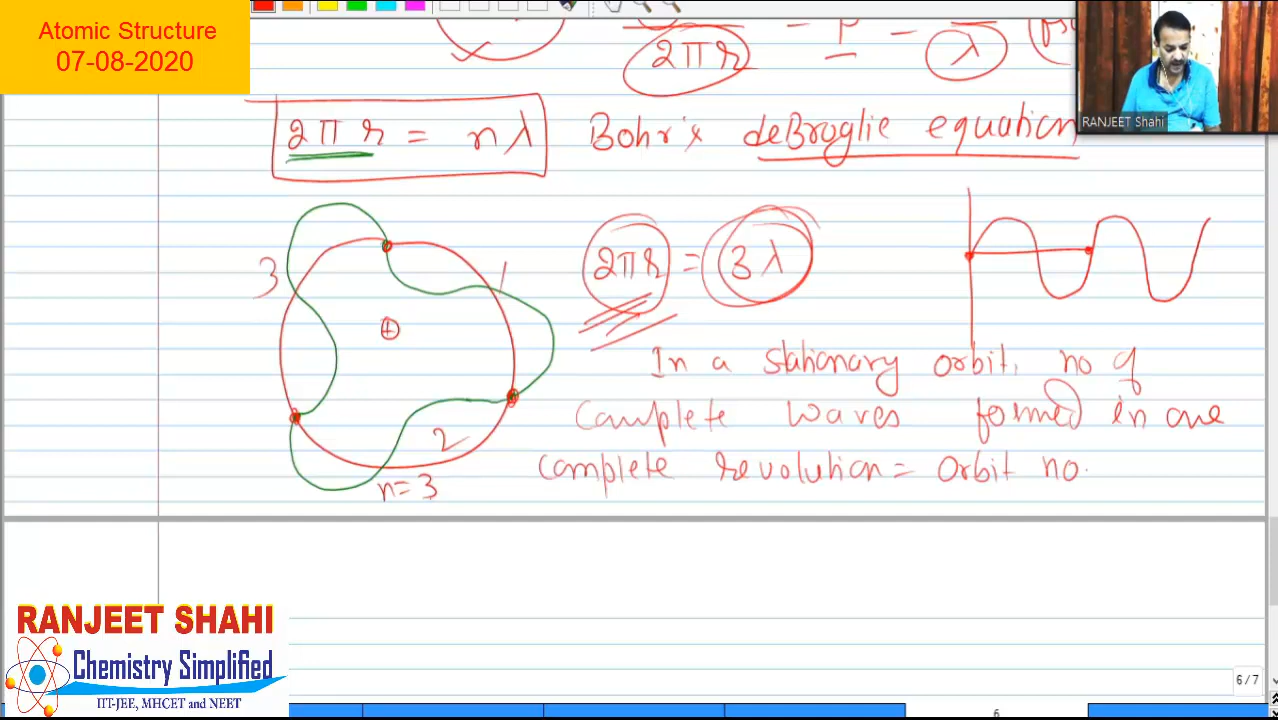 Atomic Structure
07-08-2020
2πr
λ
RANJEET Shahi
2πr = nλ Bohr's deBroglie equation
3
1
2πr = 3λ
+
In a stationary orbit, no of
complete waves formed in one
2
complete revolution = orbit no.
n=3
RANJEET SHAHI
Chemistry Simplified
IIT-JEE, MHCET and NEET
6/7
6